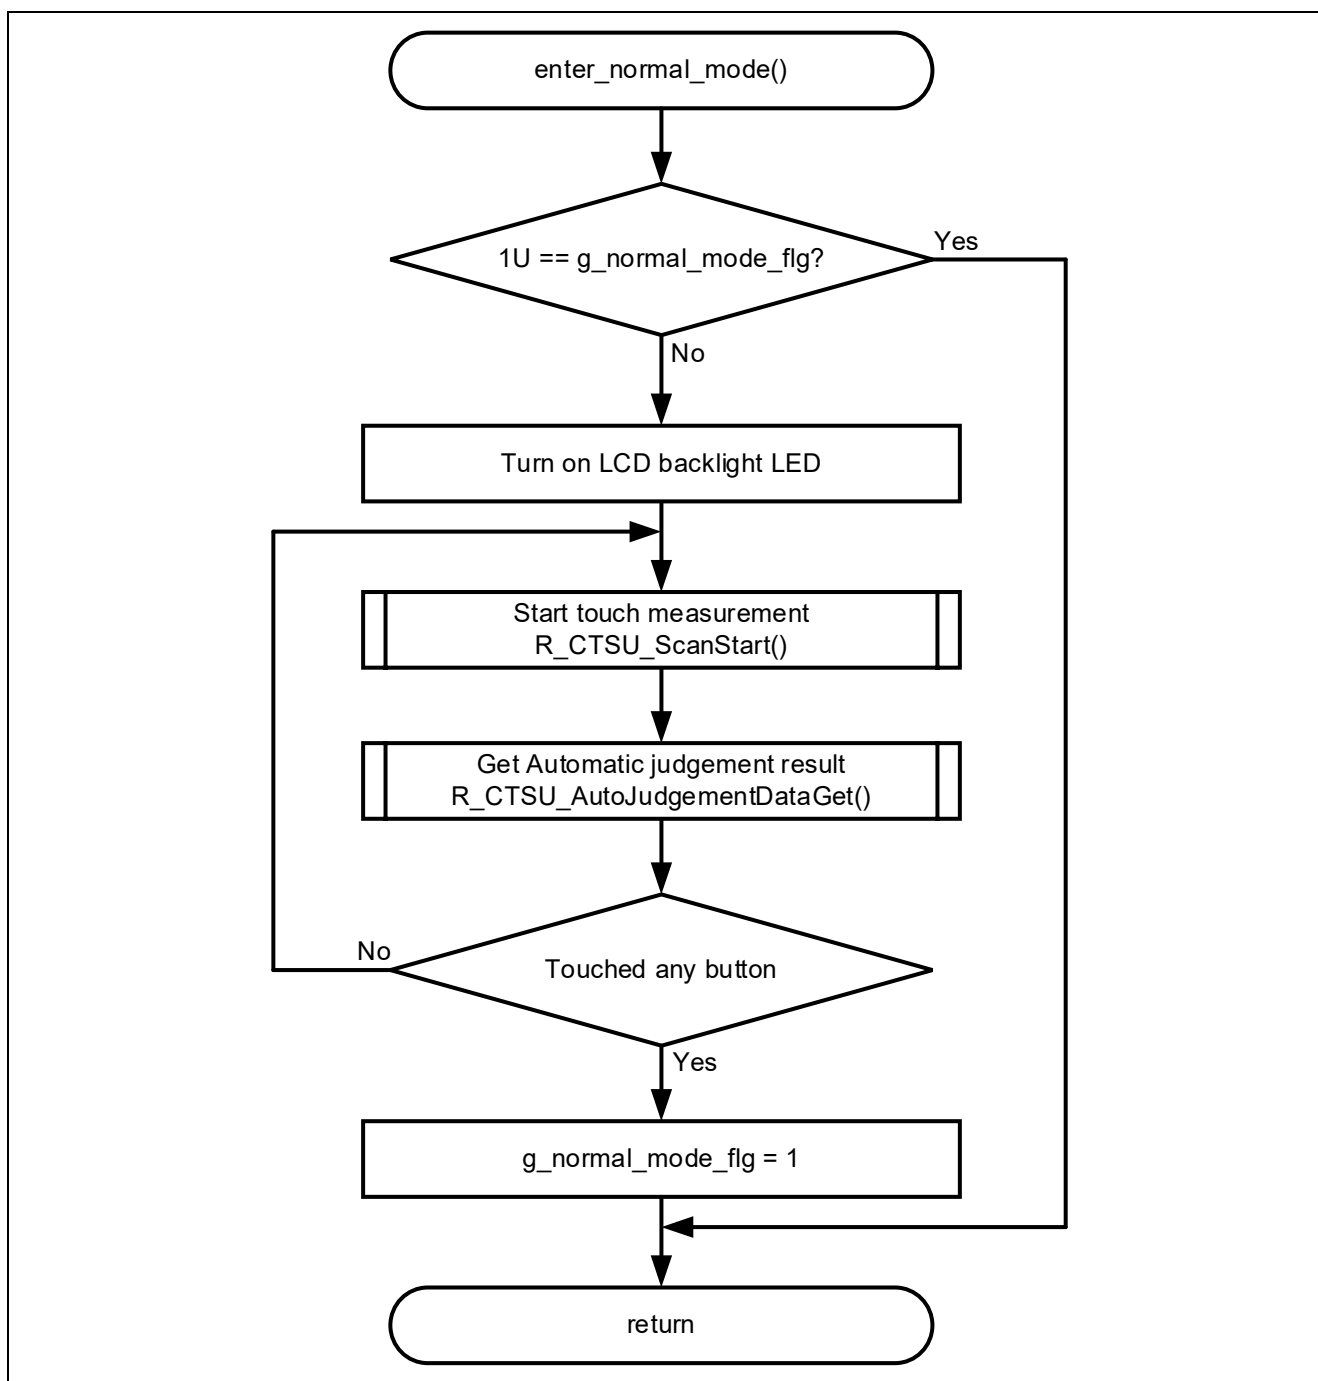 enter_normal_mode()
1U == g_normal_mode_flg?
Yes
No
Turn on LCD backlight LED
Start touch measurement
R_CTSU_ScanStart()
Get Automatic judgement result
R_CTSU_AutoJudgementDataGet()
No
Touched any button
Yes
g_normal_mode_flg = 1
return